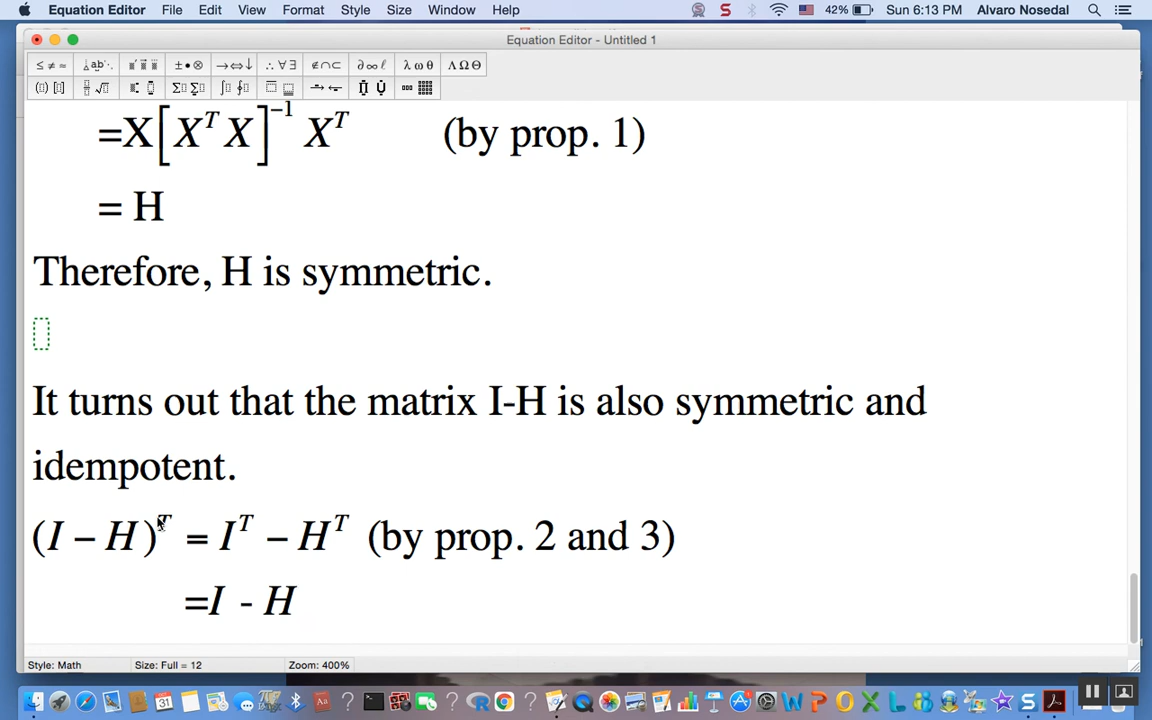 Equation Editor File Edit View Format Style Size Window Help 42% Sun 6:13 PM Alvaro Nosedal
Equation Editor - Untitled 1
=X[X^T X]^-1 X^T (by prop. 1)
= H
Therefore, H is symmetric.
It turns out that the matrix I-H is also symmetric and
idempotent.
(I − H)^T = I^T − H^T (by prop. 2 and 3)
=I - H
Style: Math Size: Full = 12 Zoom: 400%